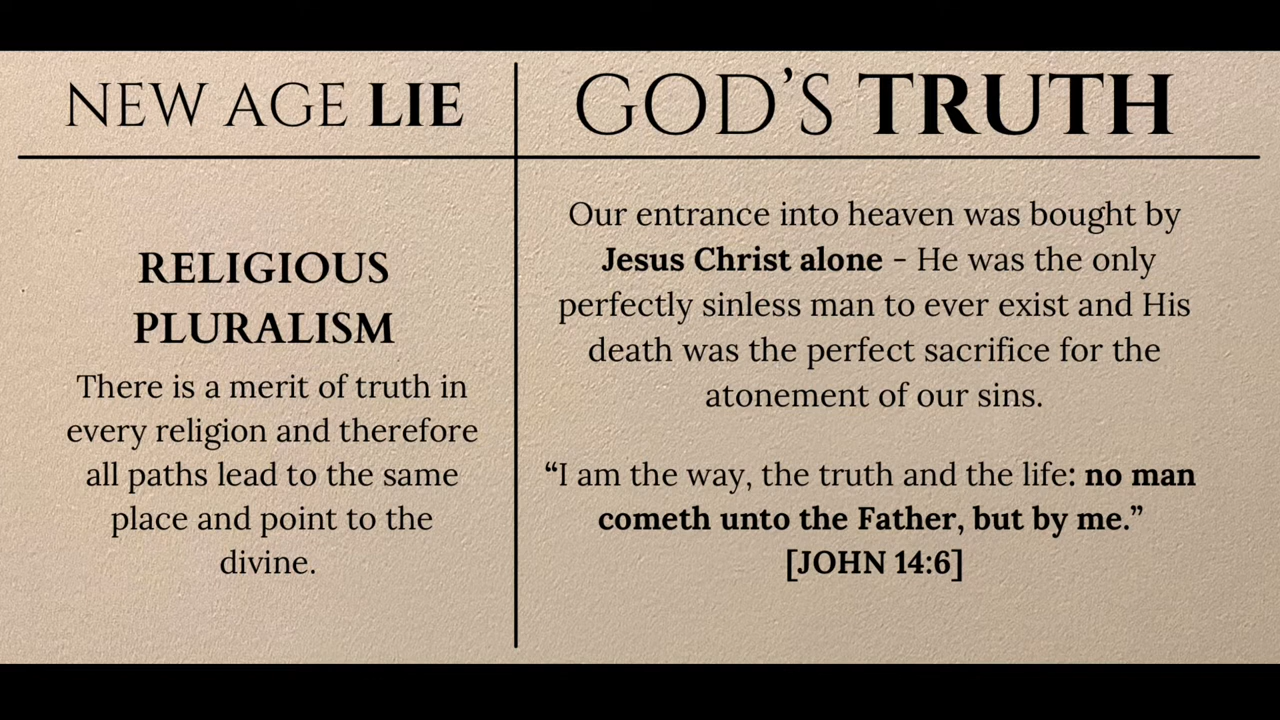 NEW AGE LIE
RELIGIOUS
PLURALISM
There is a merit of truth in
every religion and therefore
all paths lead to the same
place and point to the
divine.
GOD’S TRUTH
Our entrance into heaven was bought by
Jesus Christ alone - He was the only
perfectly sinless man to ever exist and His
death was the perfect sacrifice for the
atonement of our sins.
“I am the way, the truth and the life: no man
cometh unto the Father, but by me.”
[JOHN 14:6]